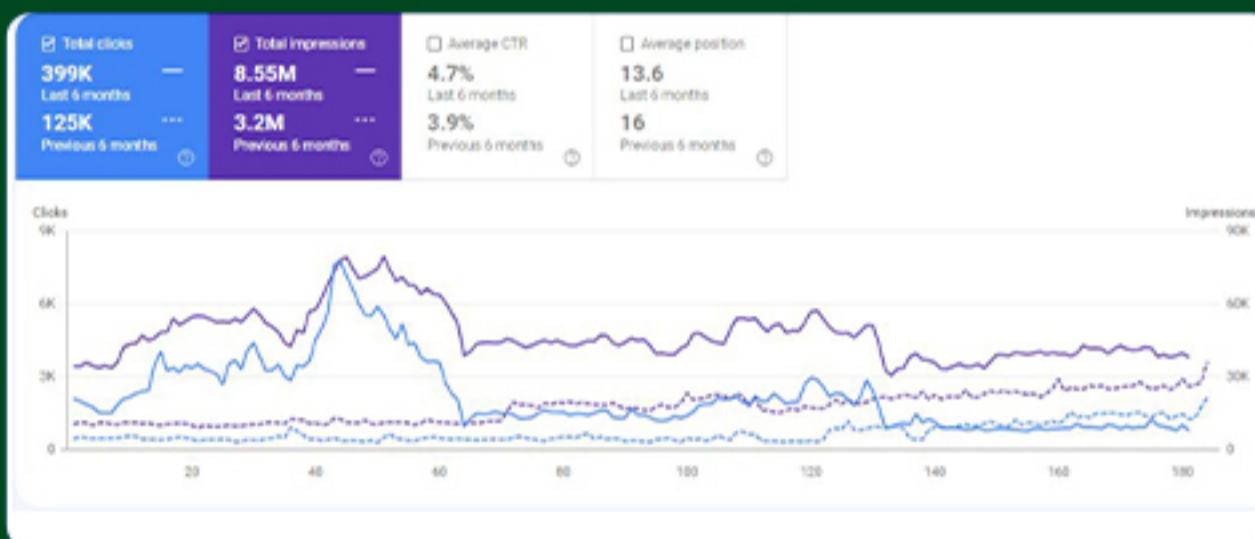 Total clicks
399K
Last 6 months
125K
Previous 6 months
Total impressions
8.55M
Last 6 months
3.2M
Previous 6 months
Average CTR
4.7%
Last 6 months
3.9%
Previous 6 months
Average position
13.6
Last 6 months
16
Previous 6 months
Clicks
Impressions
9K
90K
6K
60K
3K
30K
0
0
20
40
60
80
100
120
140
160
180